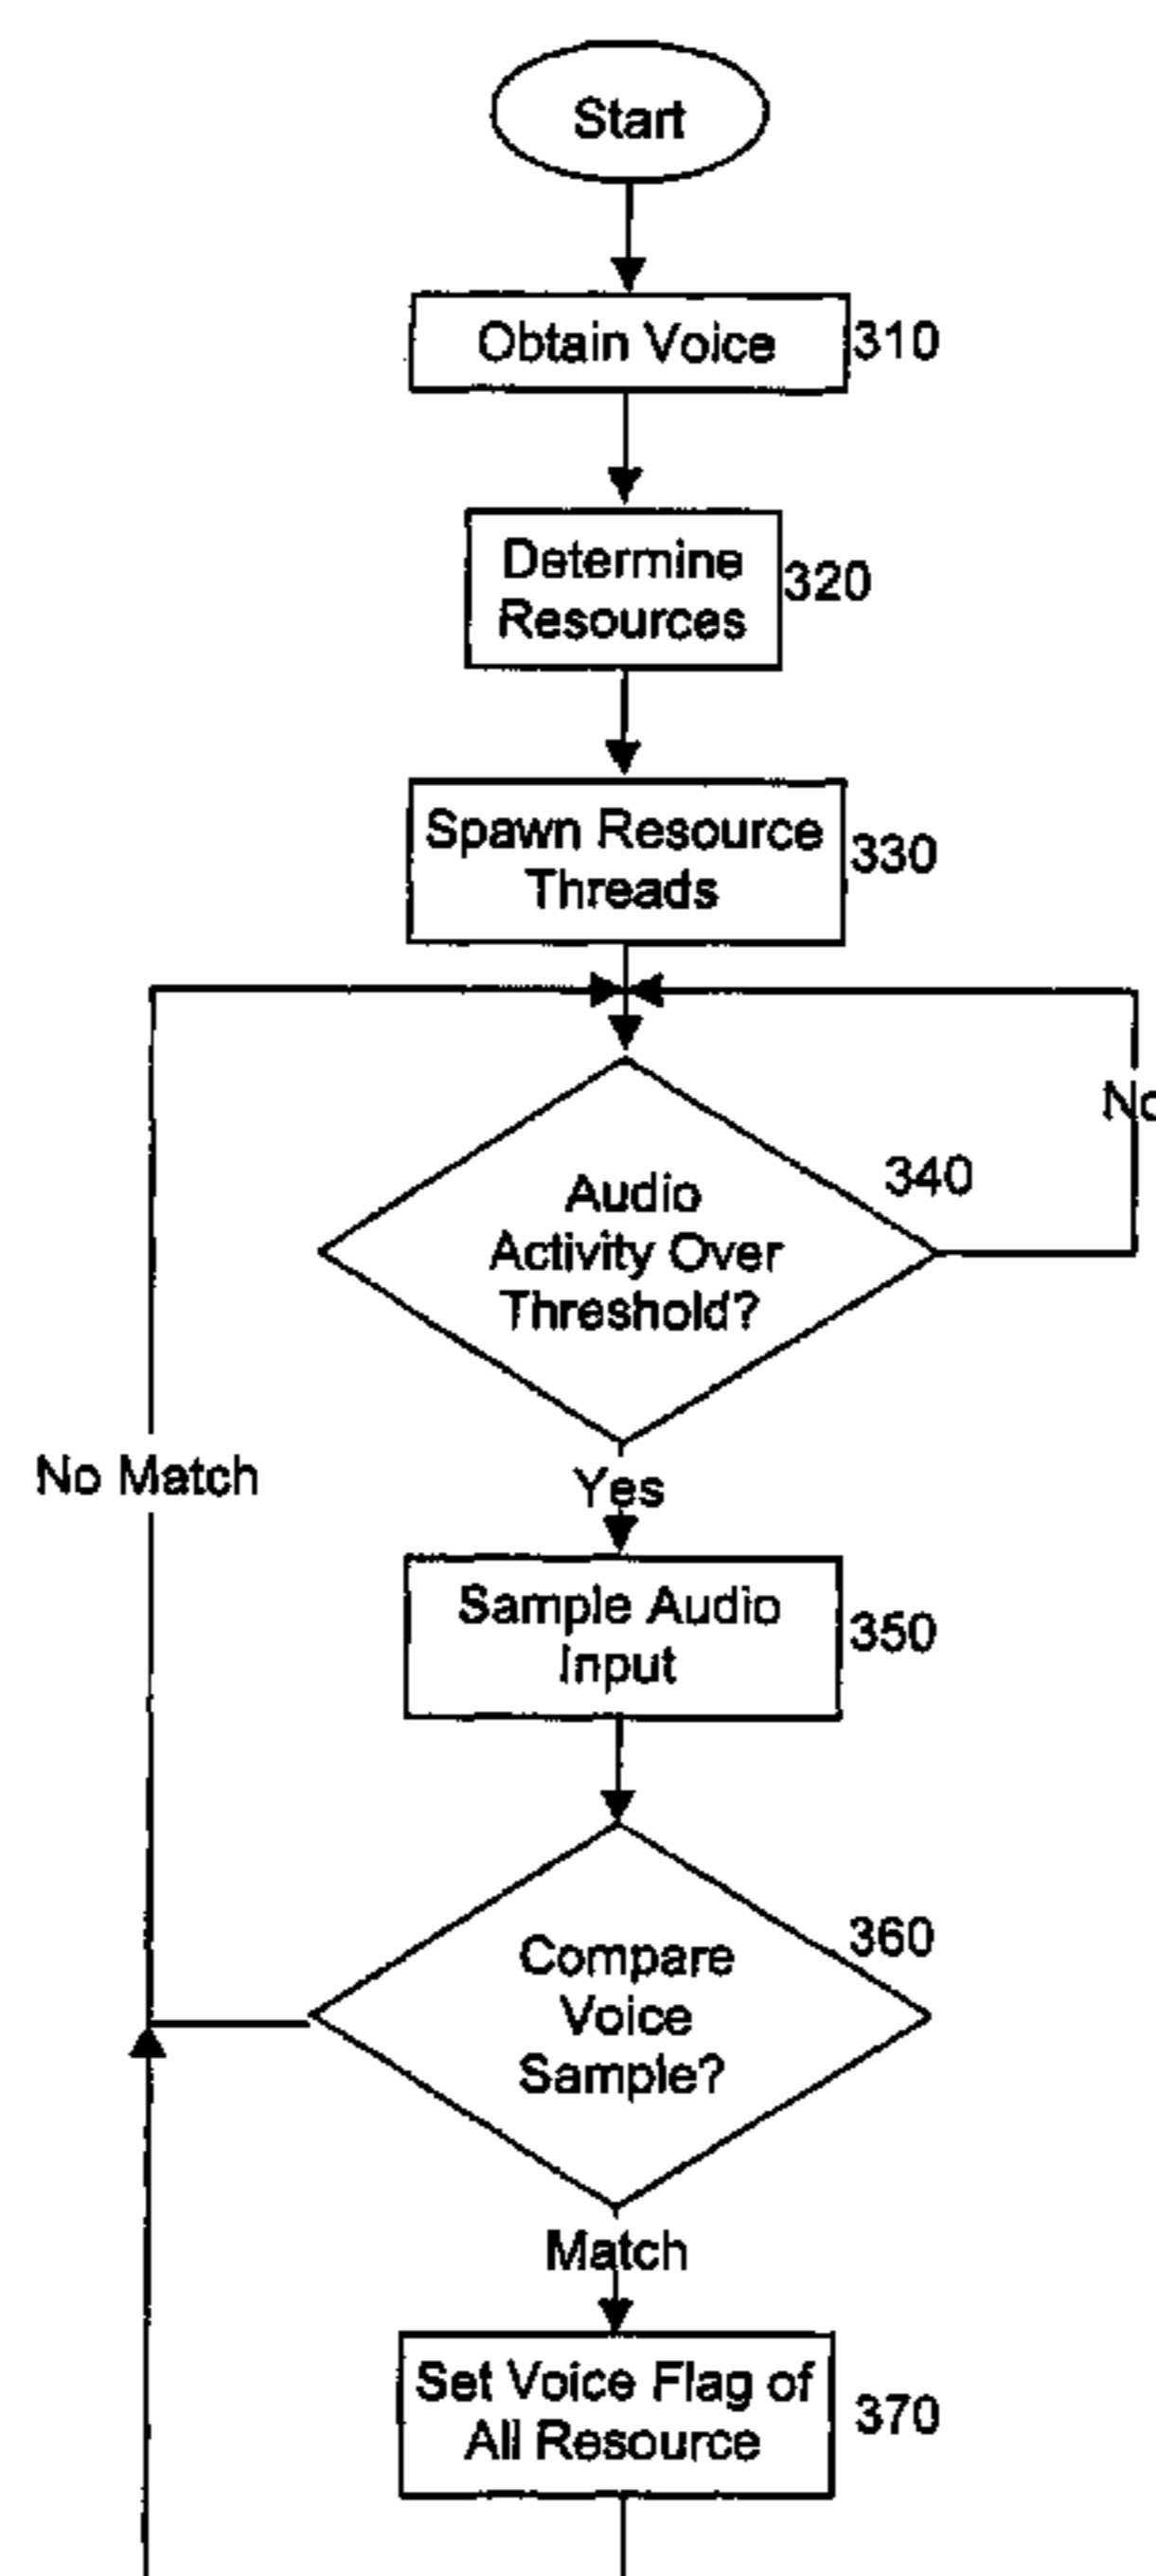 Start
Obtain Voice
310
Determine
Resources
320
Spawn Resource
Threads
330
No
340
Audio
Activity Over
Threshold?
No Match
Yes
Sample Audio
Input
350
360
Compare
Voice
Sample?
Match
Set Voice Flag of
All Resource
370